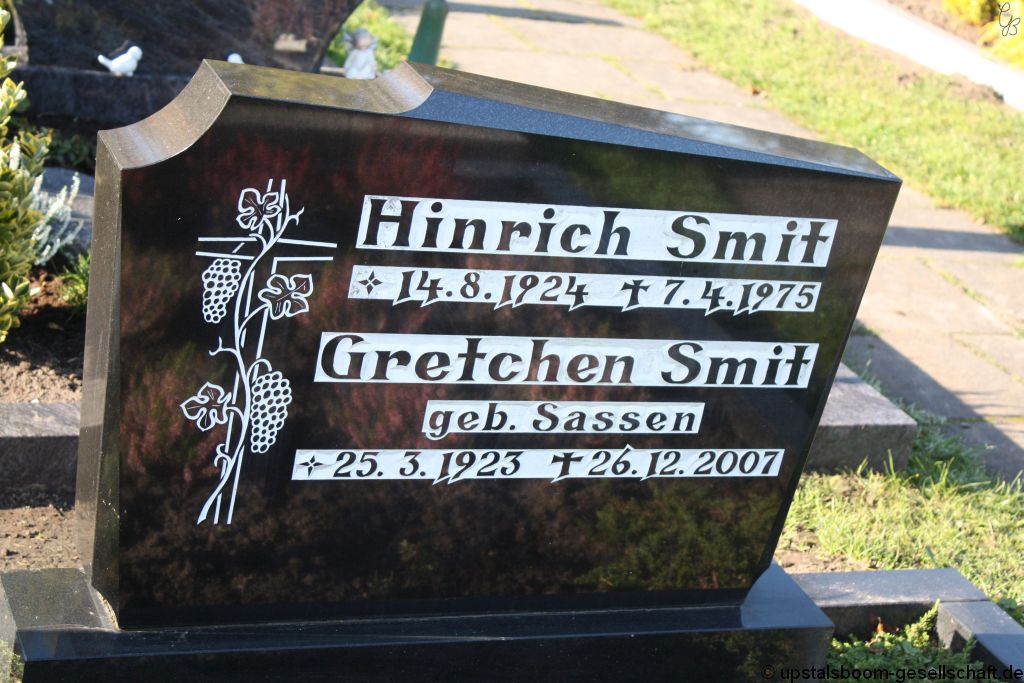 Hinrich Smit
14.8.1924 † 7.4.1975
Gretchen Smit
geb. Sassen
25.3.1923 † 26.12.2007
GB
© upstalsboom-gesellschaft.de